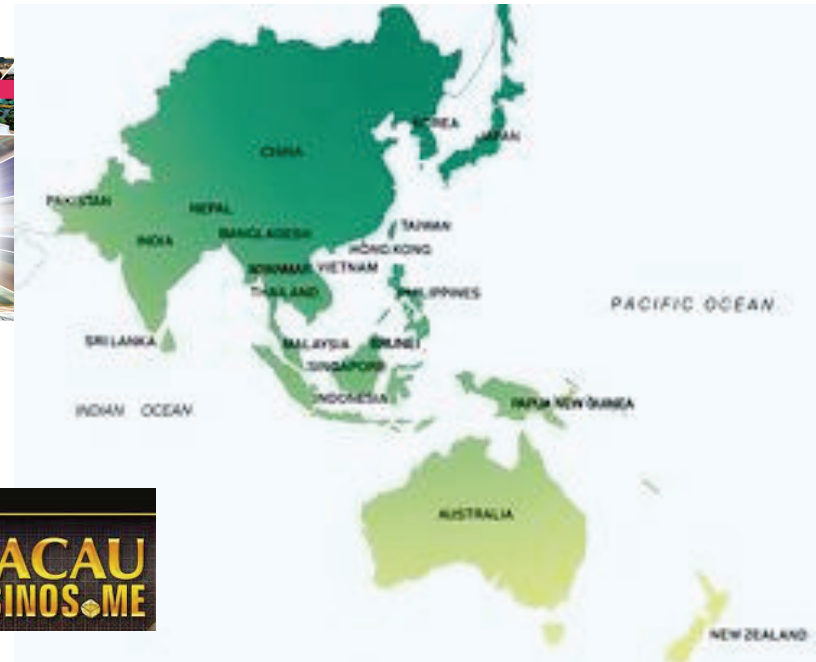 KOREA
JAPAN
CHINA
PAKISTAN
NEPAL
TAIWAN
BANGLADESH
INDIA
HONG KONG
MYANMAR VIETNAM
THAILAND
PHILIPPINES
PACIFIC OCEAN
SRI LANKA
MALAYSIA
BRUNEI
SINGAPORE
INDONESIA
PAPUA NEW GUINEA
INDIAN OCEAN
AUSTRALIA
ACAU
SINOS.ME
NEW ZEALAND